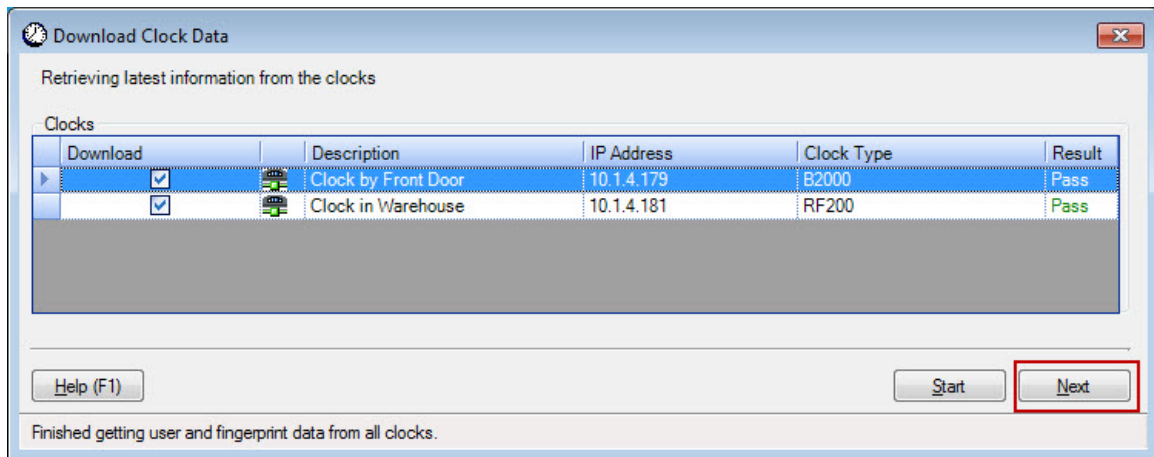 Download Clock Data
Retrieving latest information from the clocks
Clocks
Download Description IP Address Clock Type Result
Clock by Front Door 10.1.4.179 B2000 Pass
Clock in Warehouse 10.1.4.181 RF200 Pass
Help (F1) Start Next
Finished getting user and fingerprint data from all clocks.